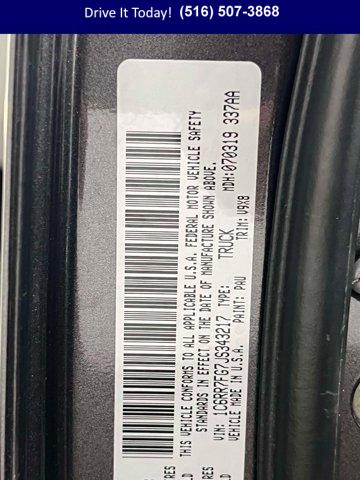 Drive It Today! (516) 507-3868
THIS VEHICLE CONFORMS TO ALL APPLICABLE U.S.A. FEDERAL MOTOR VEHICLE SAFETY
STANDARDS IN EFFECT ON THE DATE OF MANUFACTURE SHOWN ABOVE.
VIN: 1C6RR7FG7JS343217 TYPE: TRUCK MDH:070319 337AA
VEHICLE MADE IN U.S.A. PAINT: PAU TRIM: V9X8